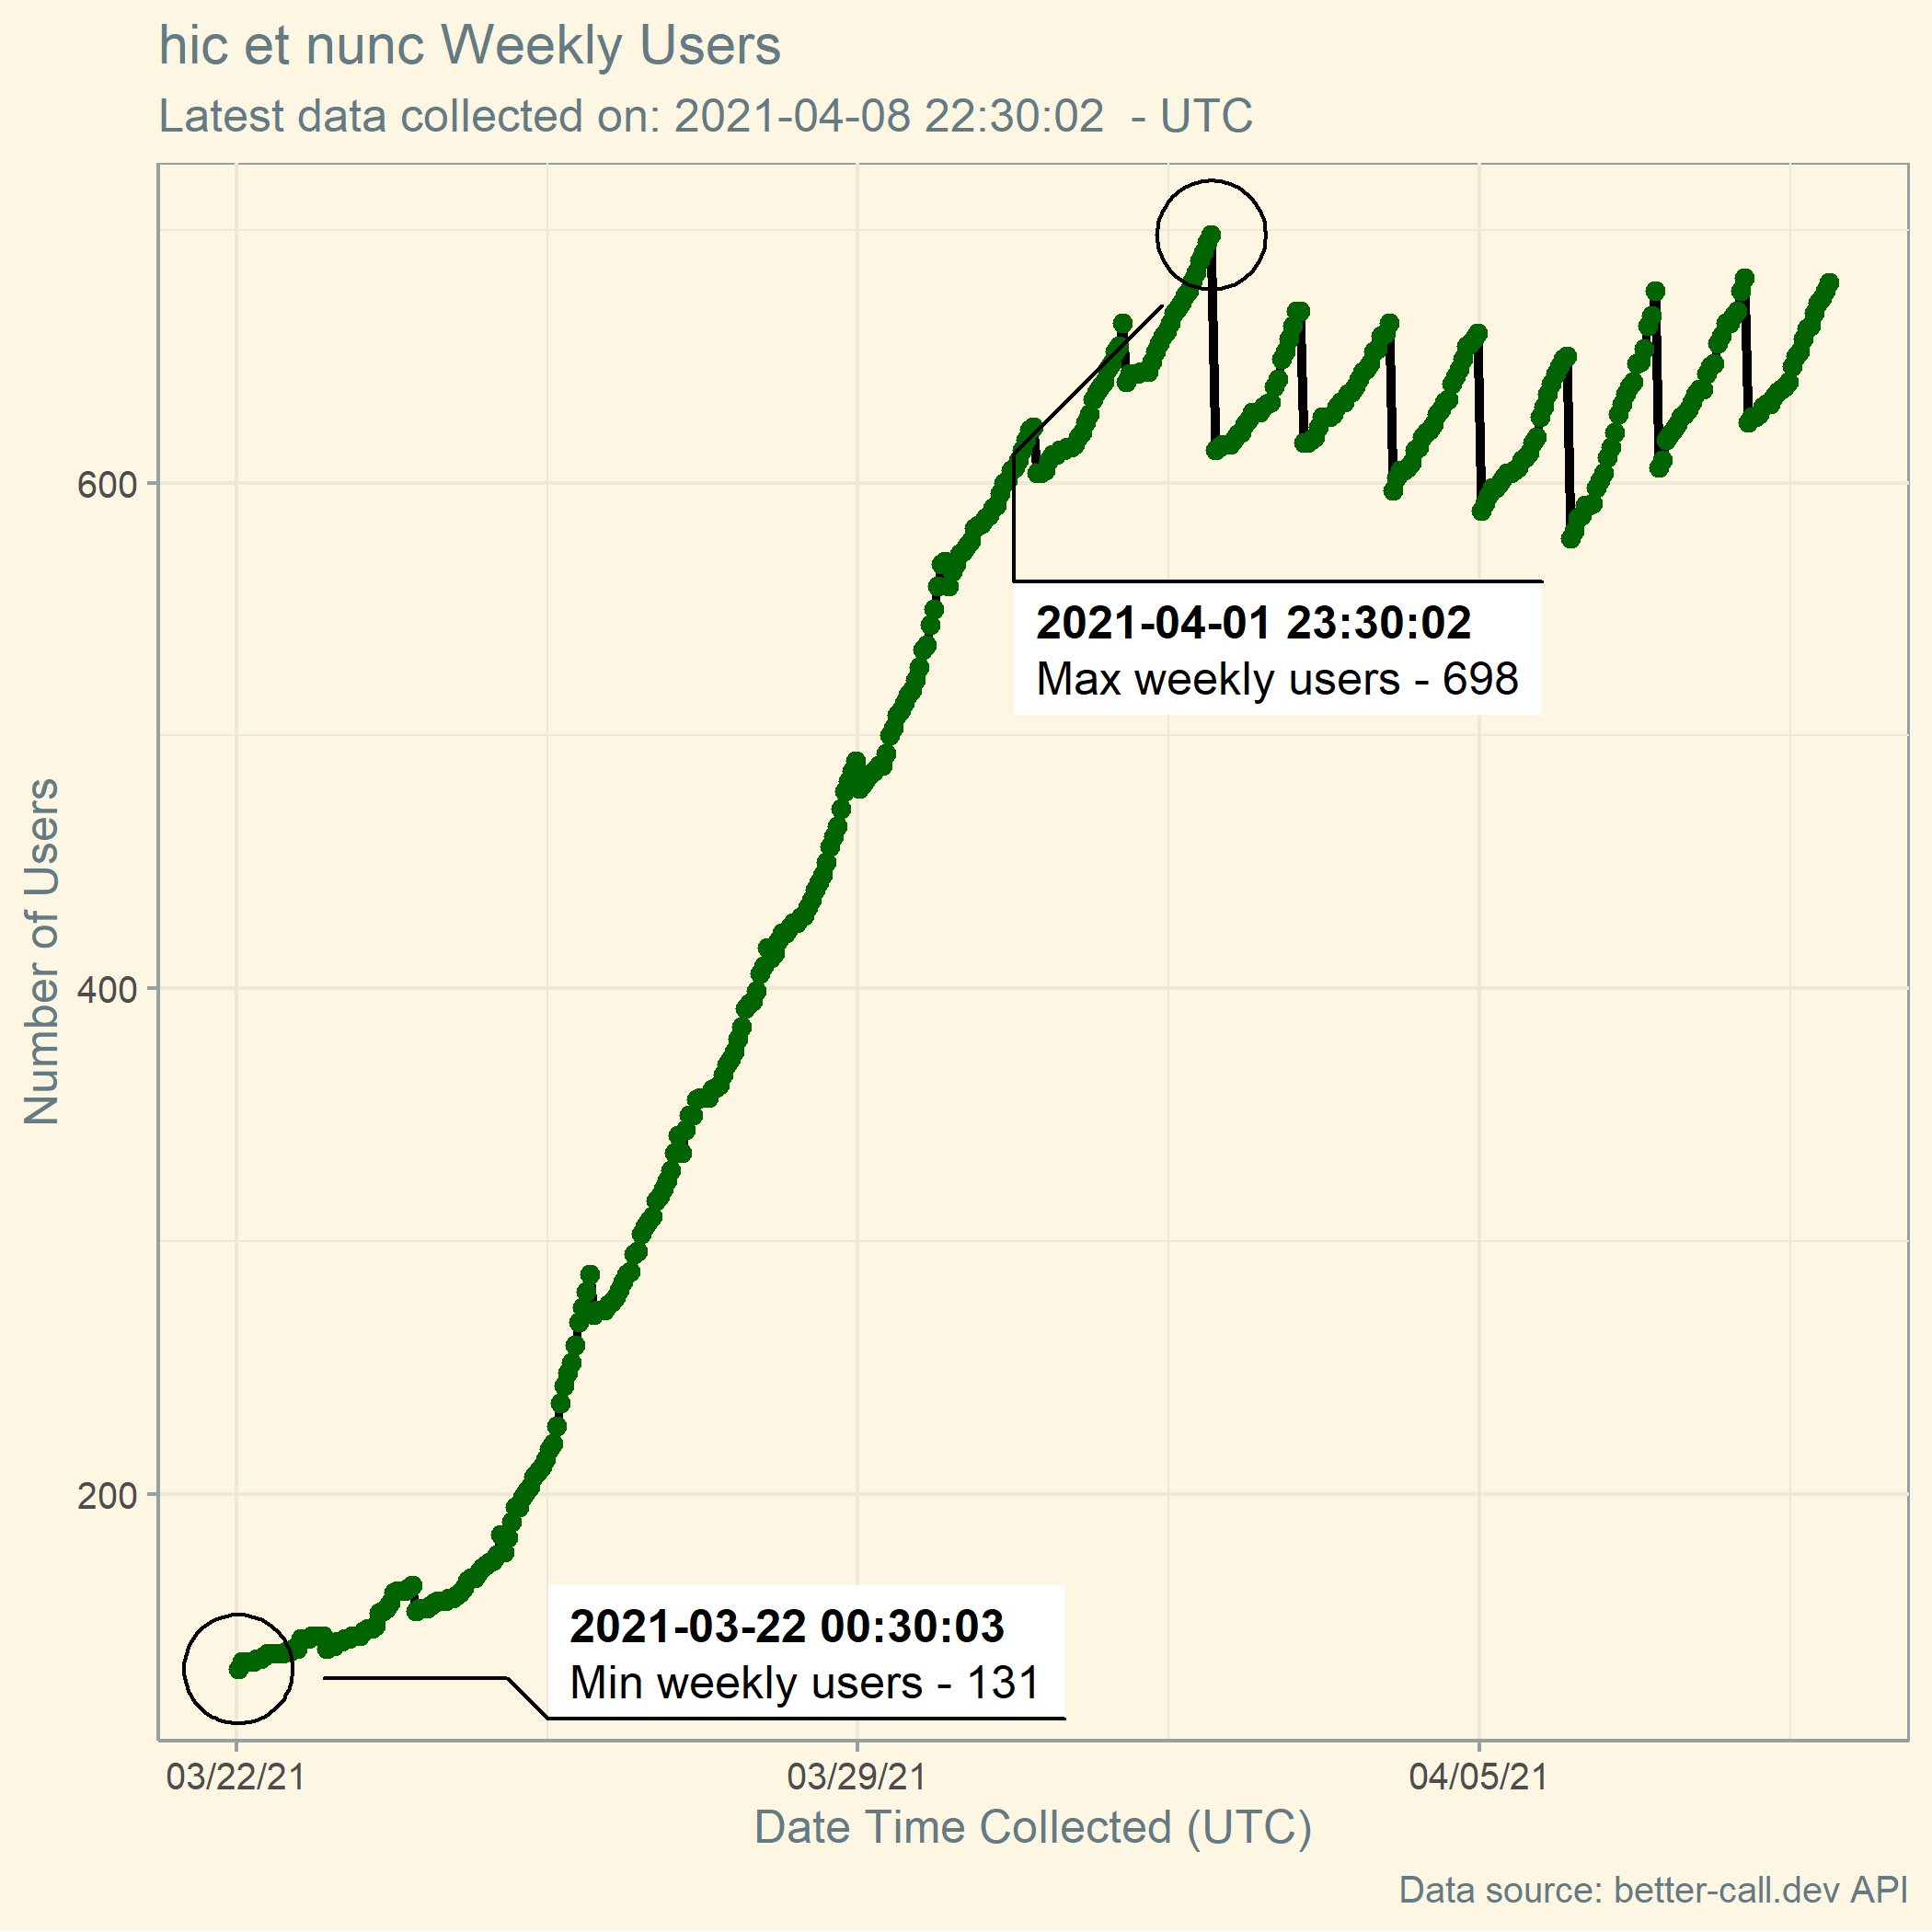 hic et nunc Weekly Users
Latest data collected on: 2021-04-08 22:30:02  - UTC
Number of Users
600
400
200
2021-04-01 23:30:02
Max weekly users - 698
2021-03-22 00:30:03
Min weekly users - 131
03/22/21
03/29/21
04/05/21
Date Time Collected (UTC)
Data source: better-call.dev API